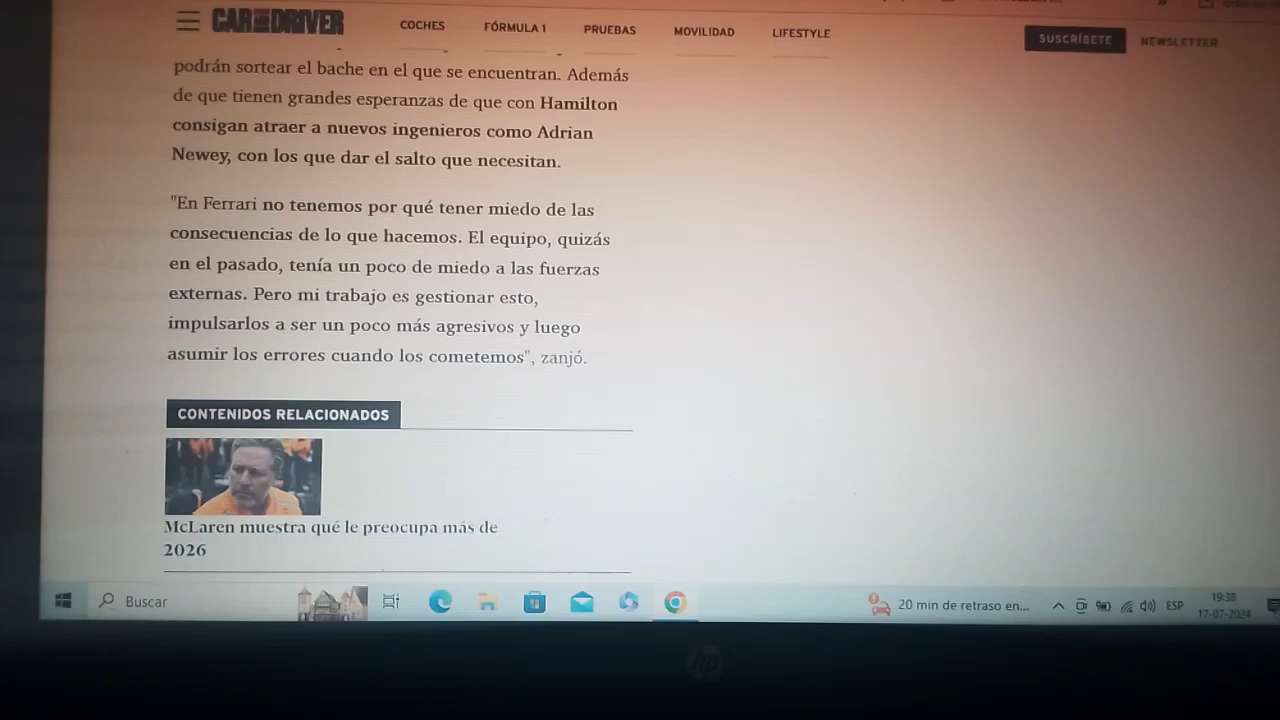 CAR AND DRIVER
COCHES
FÓRMULA 1
PRUEBAS
MOVILIDAD
LIFESTYLE
SUSCRÍBETE
NEWSLETTER
podrán sortear el bache en el que se encuentran. Además
de que tienen grandes esperanzas de que con Hamilton
consigan atraer a nuevos ingenieros como Adrian
Newey, con los que dar el salto que necesitan.
"En Ferrari no tenemos por qué tener miedo de las
consecuencias de lo que hacemos. El equipo, quizás
en el pasado, tenía un poco de miedo a las fuerzas
externas. Pero mi trabajo es gestionar esto,
impulsarlos a ser un poco más agresivos y luego
asumir los errores cuando los cometemos", zanjó.
CONTENIDOS RELACIONADOS
McLaren muestra qué le preocupa más de
2026
Buscar
20 min de retraso en...
ESP
19:38
17-07-2024
hp